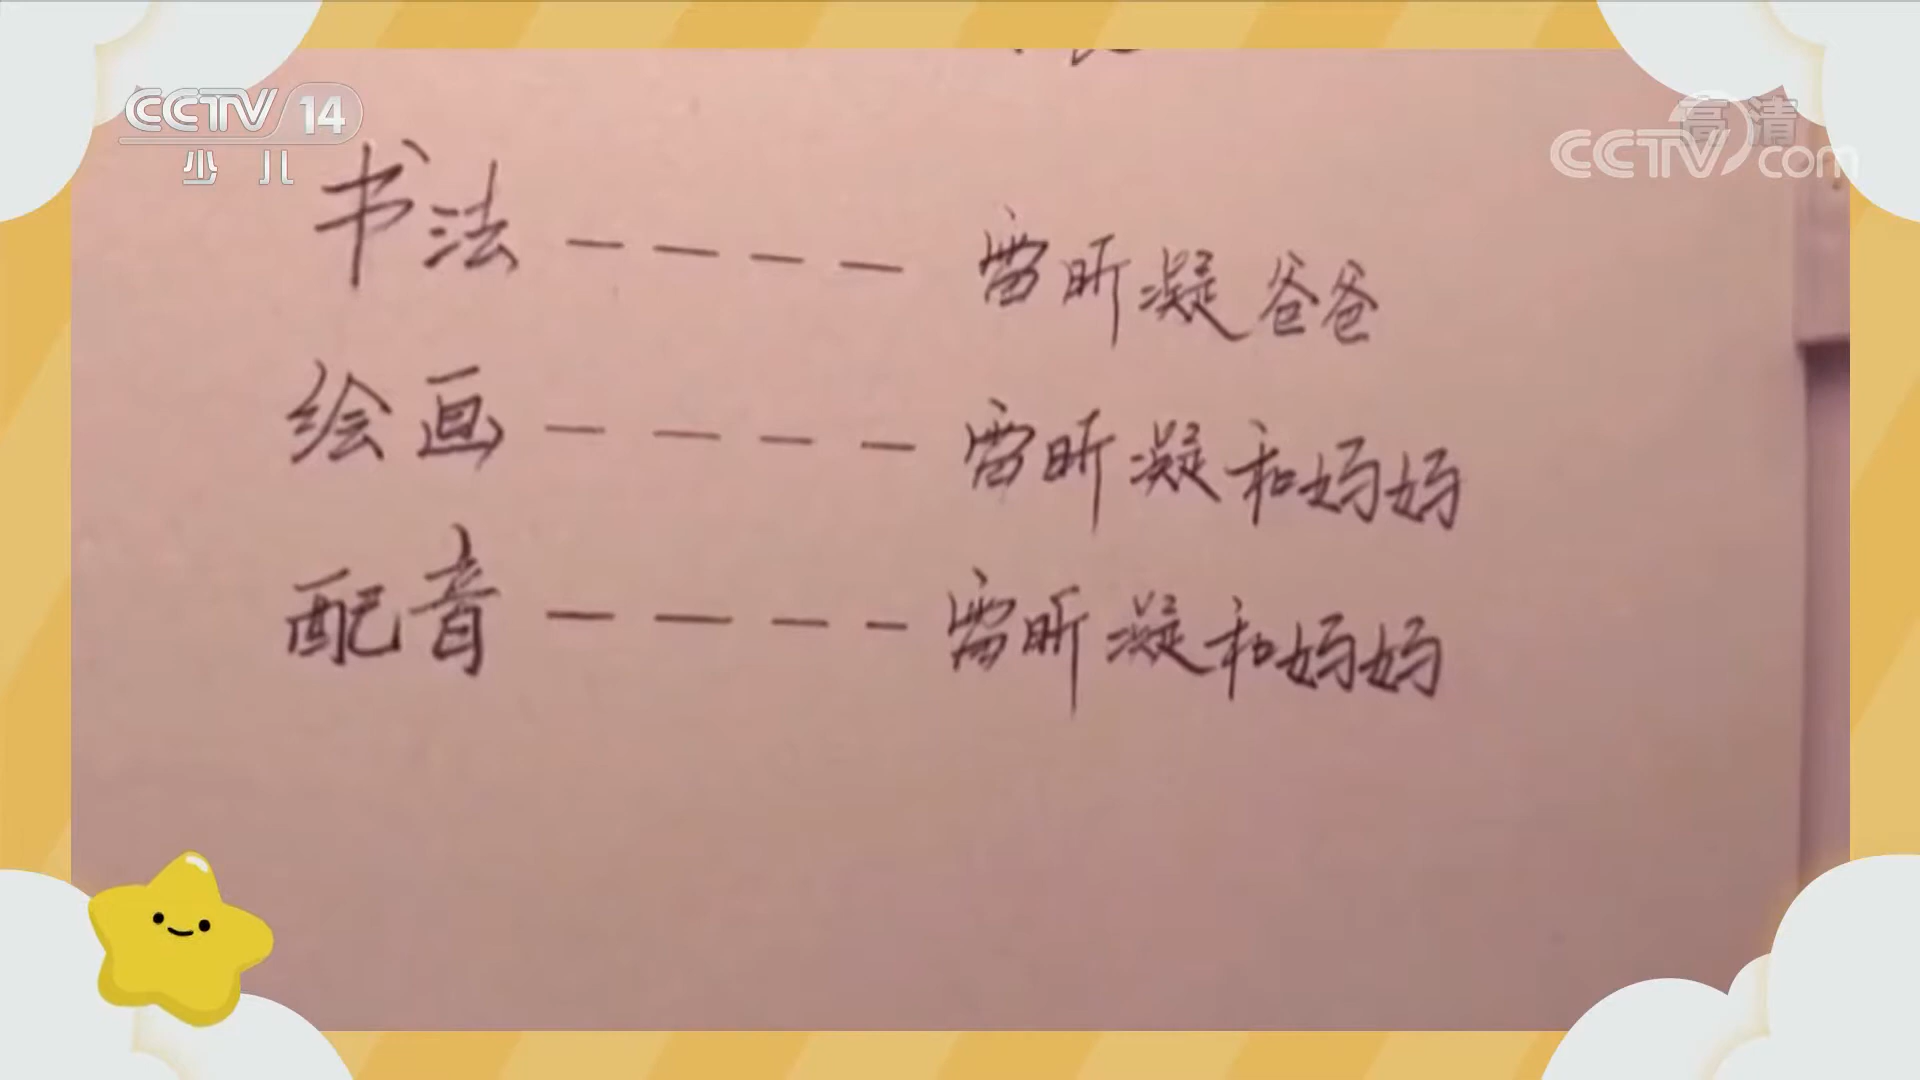 CCTV 14
少儿
高清
CCTV.com
书法----雷昕凝爸爸
绘画----雷昕凝和妈妈
配音----雷昕凝和妈妈